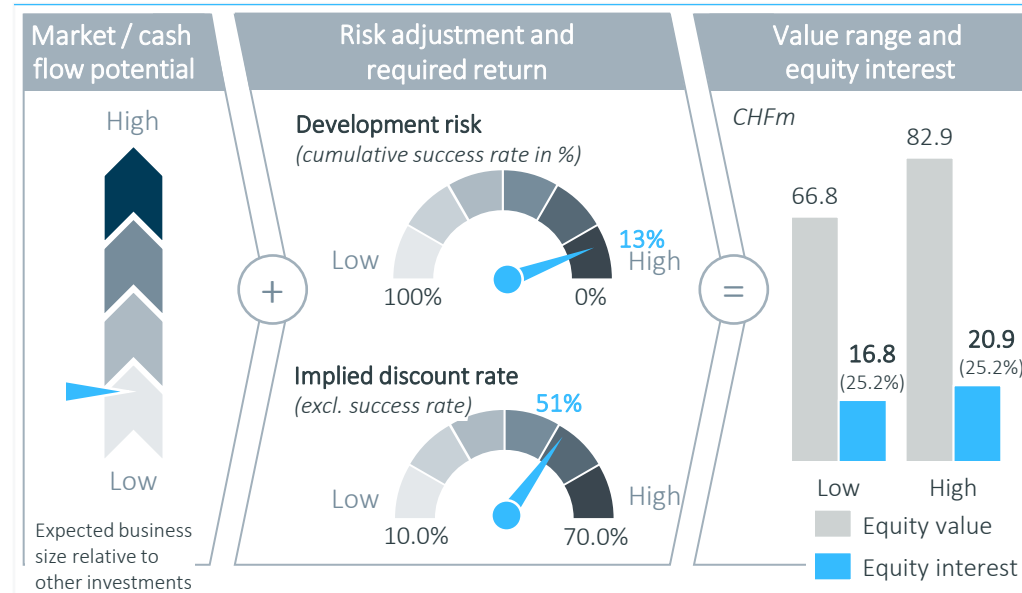 Market / cash
flow potential
High
Low
Expected business
size relative to
other investments
+
Risk adjustment and
required return
Development risk
(cumulative success rate in %)
13%
Low
High
100%
0%
Implied discount rate
(excl. success rate)
51%
Low
High
10.0%
70.0%
=
Value range and
equity interest
CHFm
82.9
66.8
16.8
(25.2%)
20.9
(25.2%)
Low
High
Equity value
Equity interest